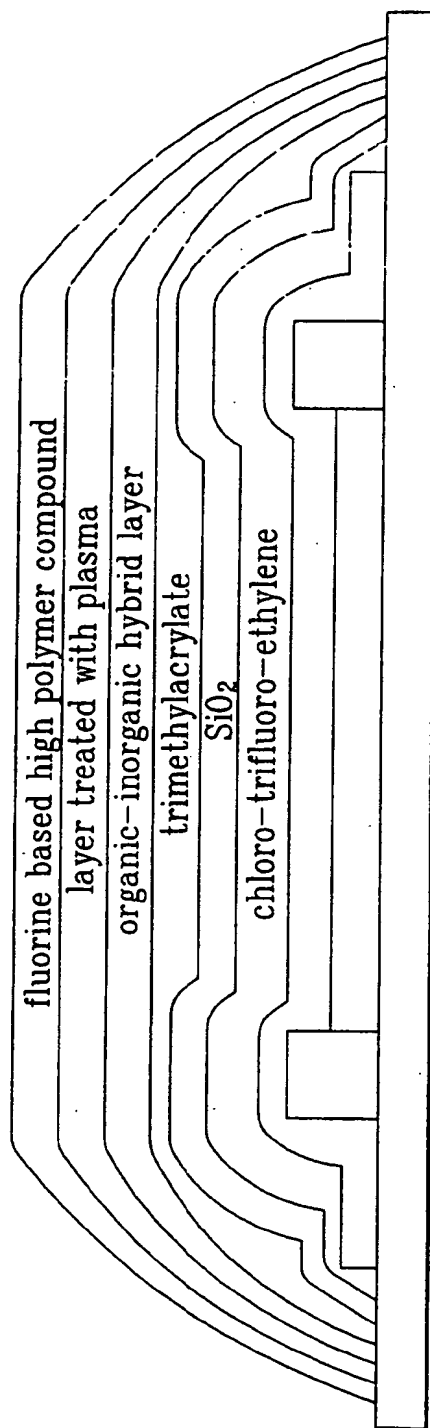 fluorine based high polymer compound
layer treated with plasma
organic-inorganic hybrid layer
trimethylacrylate
SiO₂
chloro-trifluoro-ethylene